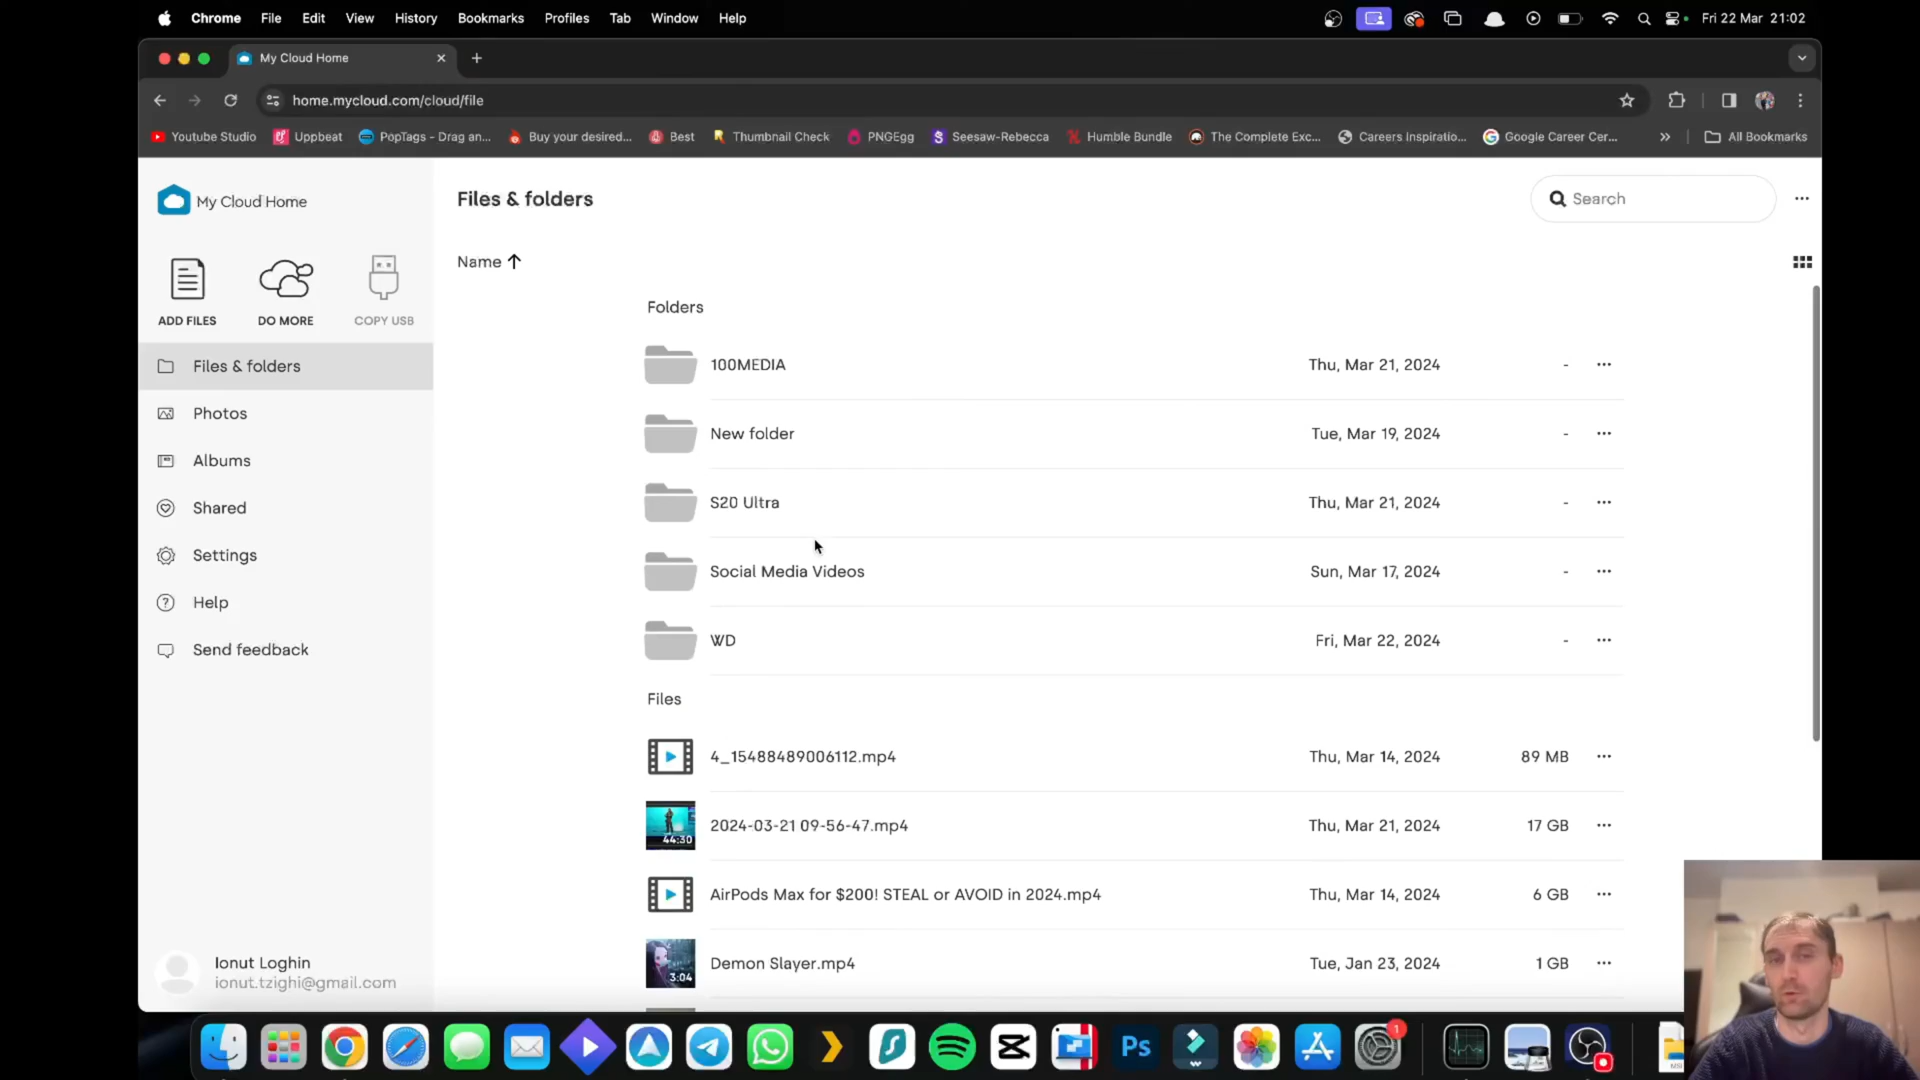 Chrome File Edit View History Bookmarks Profiles Tab Window Help
1 Fri 22 Mar 21:02
My Cloud Home
home.mycloud.com/cloud/file
Youtube Studio Uppbeat PopTags - Drag an... Buy your desired... Best Thumbnail Check PNGEgg Seesaw-Rebecca Humble Bundle The Complete Exc... Careers Inspiratio... Google Career Cer... » All Bookmarks
My Cloud Home
Files & folders
Search
ADD FILES DO MORE COPY USB
Name
Files & folders
Photos
Albums
Shared
Settings
Help
Send feedback
Folders
100MEDIA Thu, Mar 21, 2024 -
New folder Tue, Mar 19, 2024 -
S20 Ultra Thu, Mar 21, 2024 -
Social Media Videos Sun, Mar 17, 2024 -
WD Fri, Mar 22, 2024 -
Files
4_15488489006112.mp4 Thu, Mar 14, 2024 89 MB
44:30 2024-03-21 09-56-47.mp4 Thu, Mar 21, 2024 17 GB
AirPods Max for $200! STEAL or AVOID in 2024.mp4 Thu, Mar 14, 2024 6 GB
3:04 Demon Slayer.mp4 Tue, Jan 23, 2024 1 GB
Ionut Loghin
ionut.tzighi@gmail.com
Ps
1